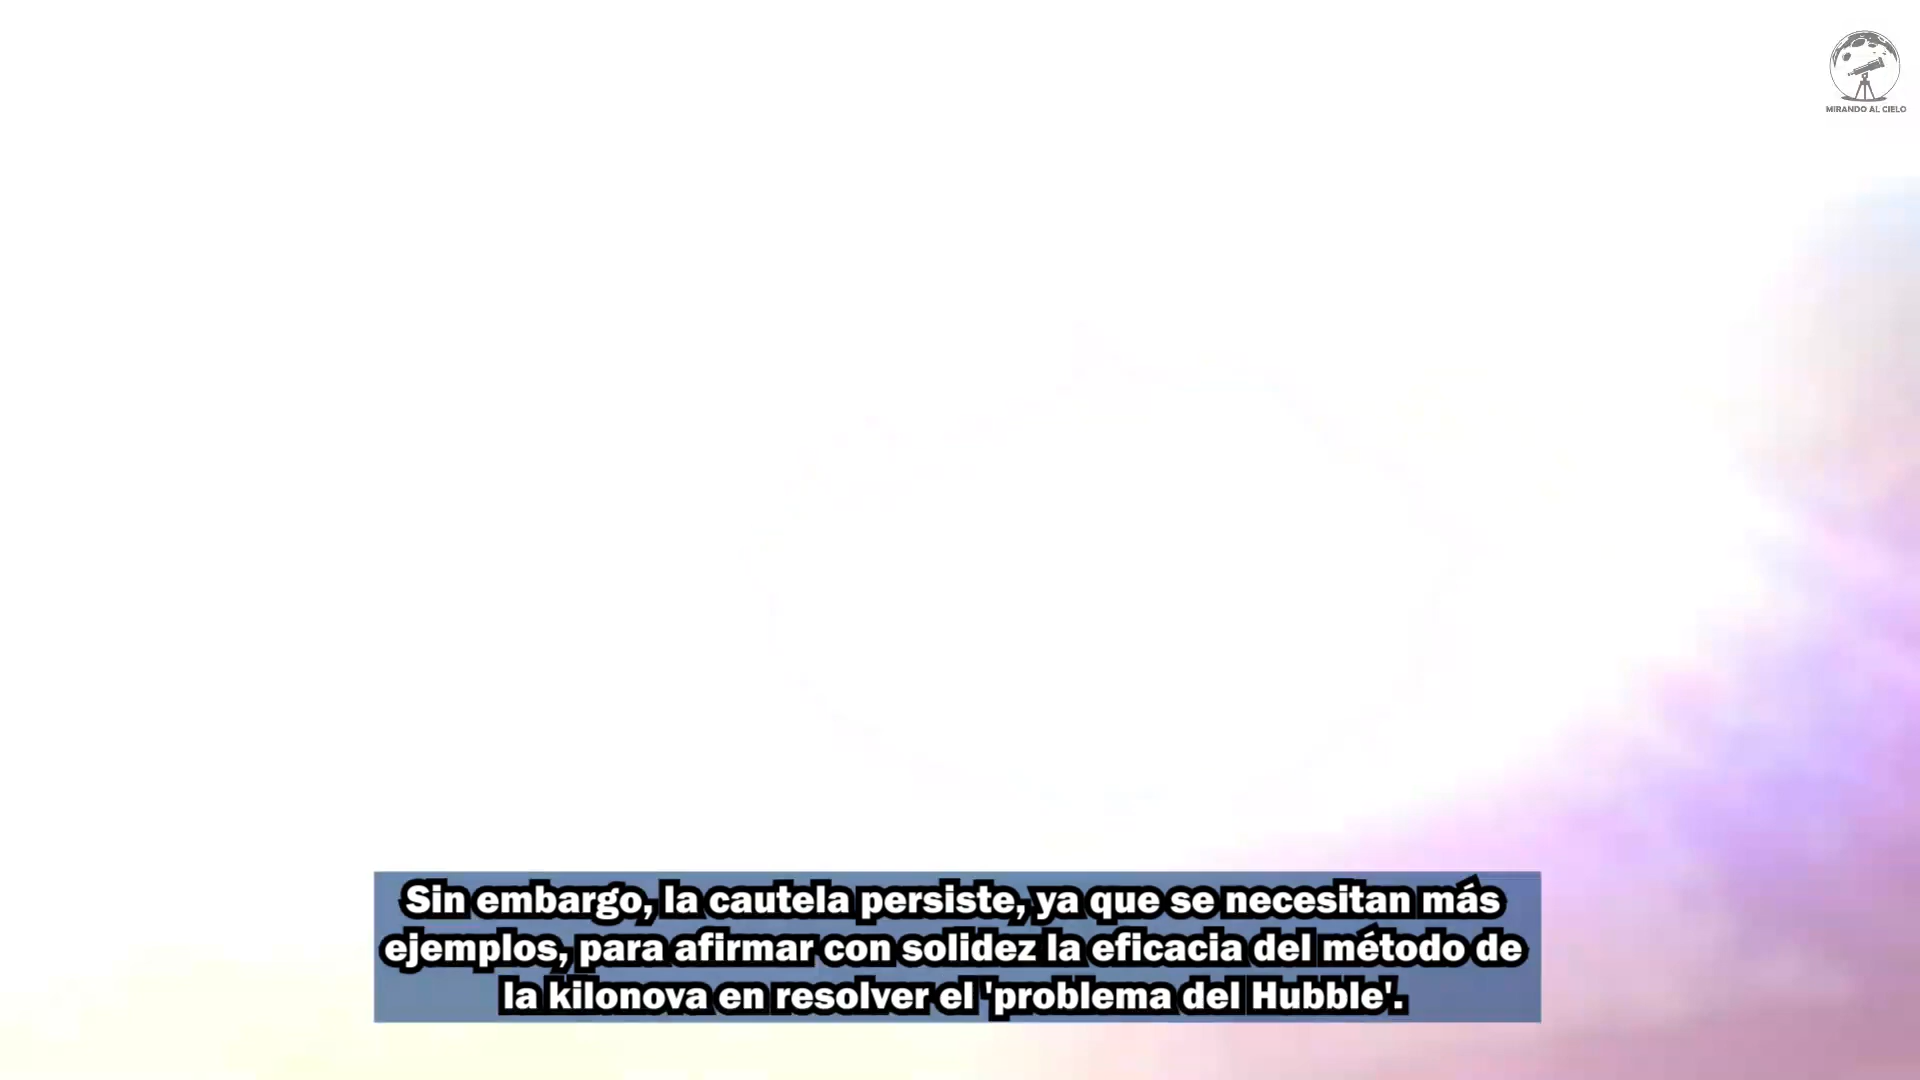 MIRANDO AL CIELO
Sin embargo, la cautela persiste, ya que se necesitan más
ejemplos, para afirmar con solidez la eficacia del método de
la kilonova en resolver el 'problema del Hubble'.